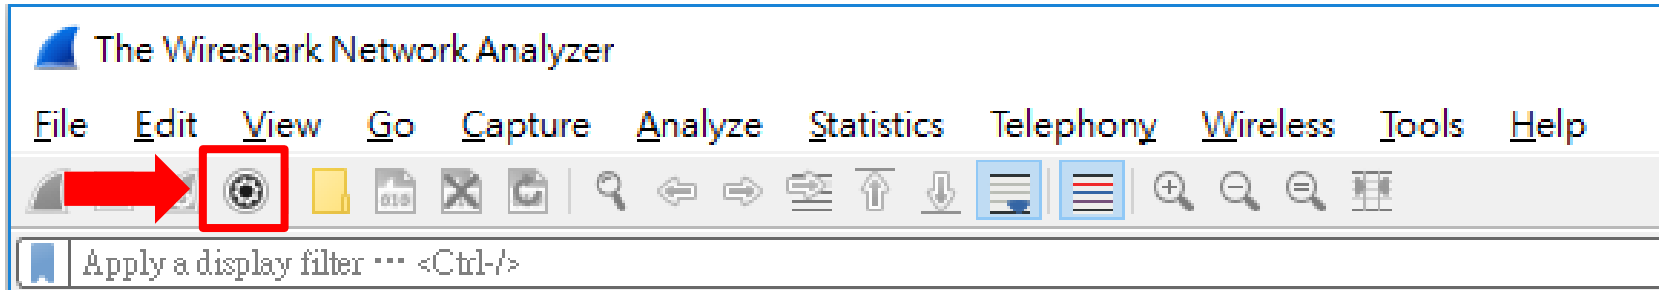 The Wireshark Network Analyzer
File Edit View Go Capture Analyze Statistics Telephony Wireless Tools Help
010
Apply a display filter ··· <Ctrl-/>